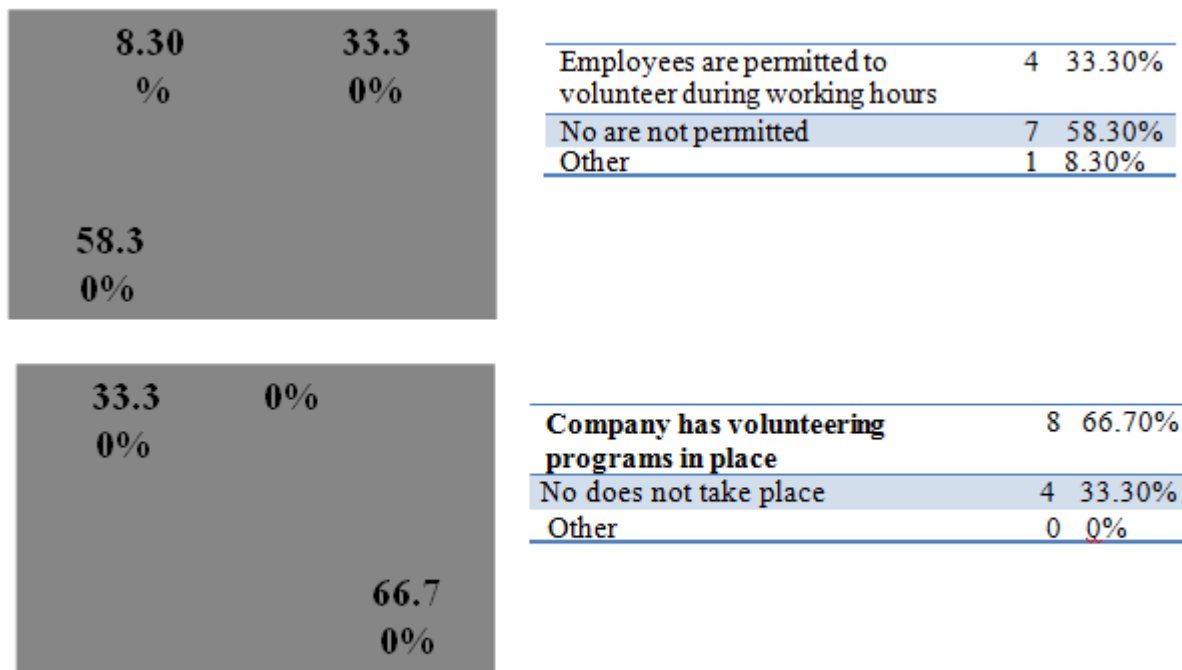 8.30 33.3
% 0%
58.3
0%
Employees are permitted to 4 33.30%
volunteer during working hours
No are not permitted 7 58.30%
Other 1 8.30%
33.3 0%
0%
66.7
0%
Company has volunteering 8 66.70%
programs in place
No does not take place 4 33.30%
Other 0 0%